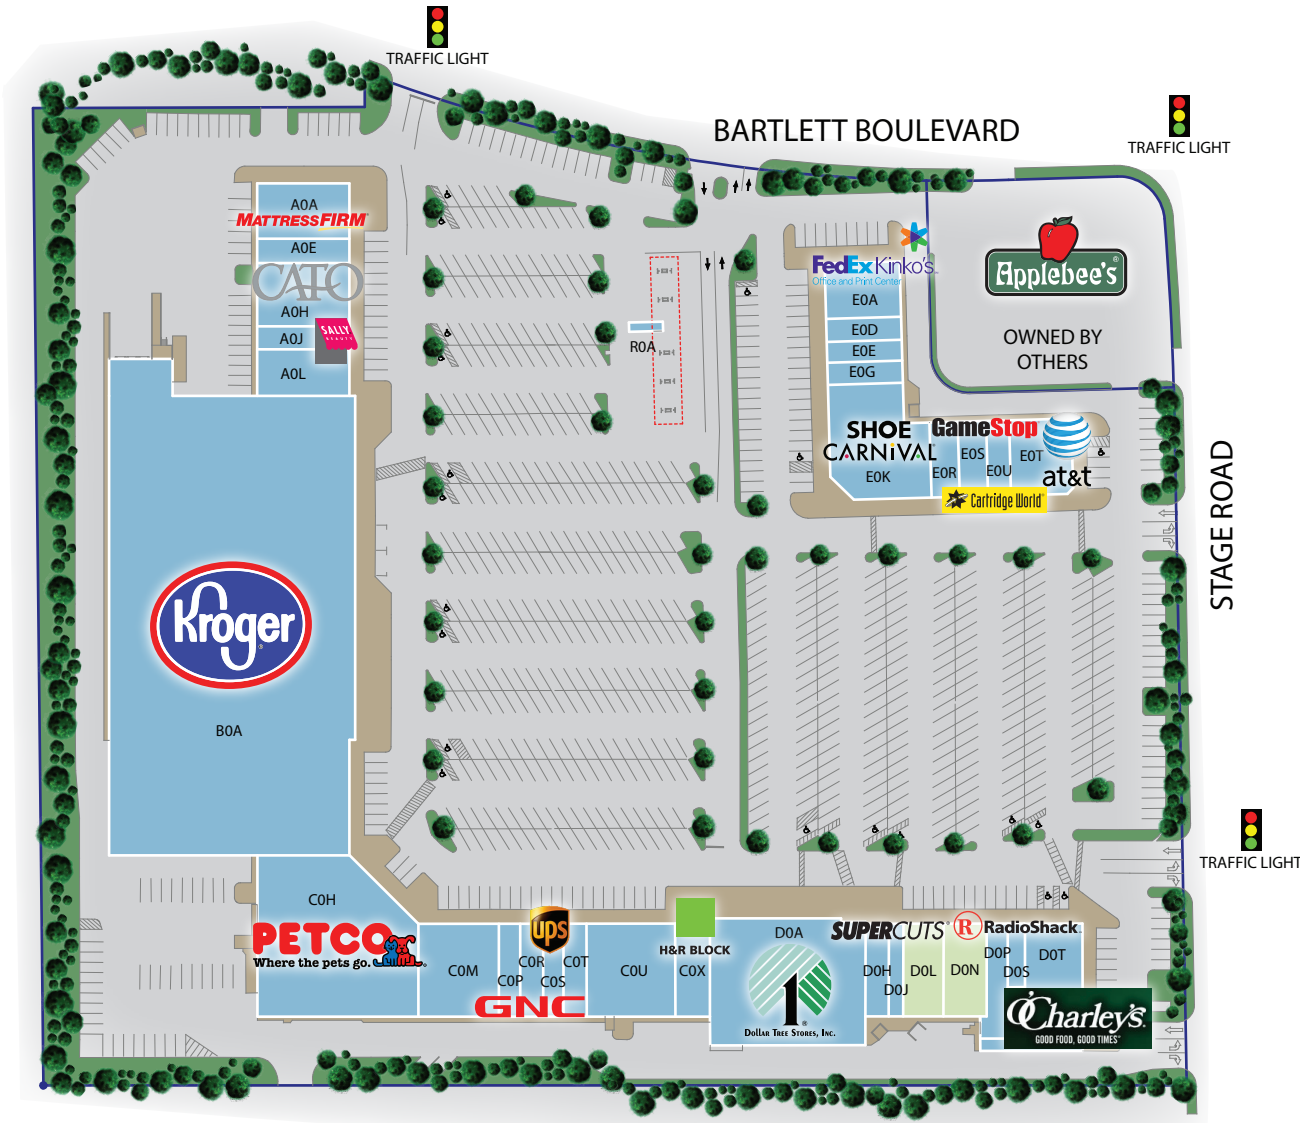 TRAFFIC LIGHT
BARTLETT BOULEVARD
TRAFFIC LIGHT
A0A
MATTRESSFIRM
A0E
CATO
A0H
SALLY
BEAUTY
A0J
A0L
R0A
FedEx Kinko's
Office and Print Center
E0A
E0D
E0E
E0G
Applebee's
OWNED BY
OTHERS
SHOE
CARNIVAL
E0K
GameStop
E0R
E0S
E0U
E0T
at&t
Cartridge World
STAGE ROAD
Kroger
B0A
TRAFFIC LIGHT
C0H
PETCO
Where the pets go.
C0M
C0P
ups
C0R
C0S
C0T
GNC
C0U
H&R BLOCK
C0X
D0A
DOLLAR TREE STORES, INC.
SUPERCUTS
R RadioShack
D0H
D0J
D0L
D0N
D0P
D0S
D0T
O'Charley's
GOOD FOOD, GOOD TIMES